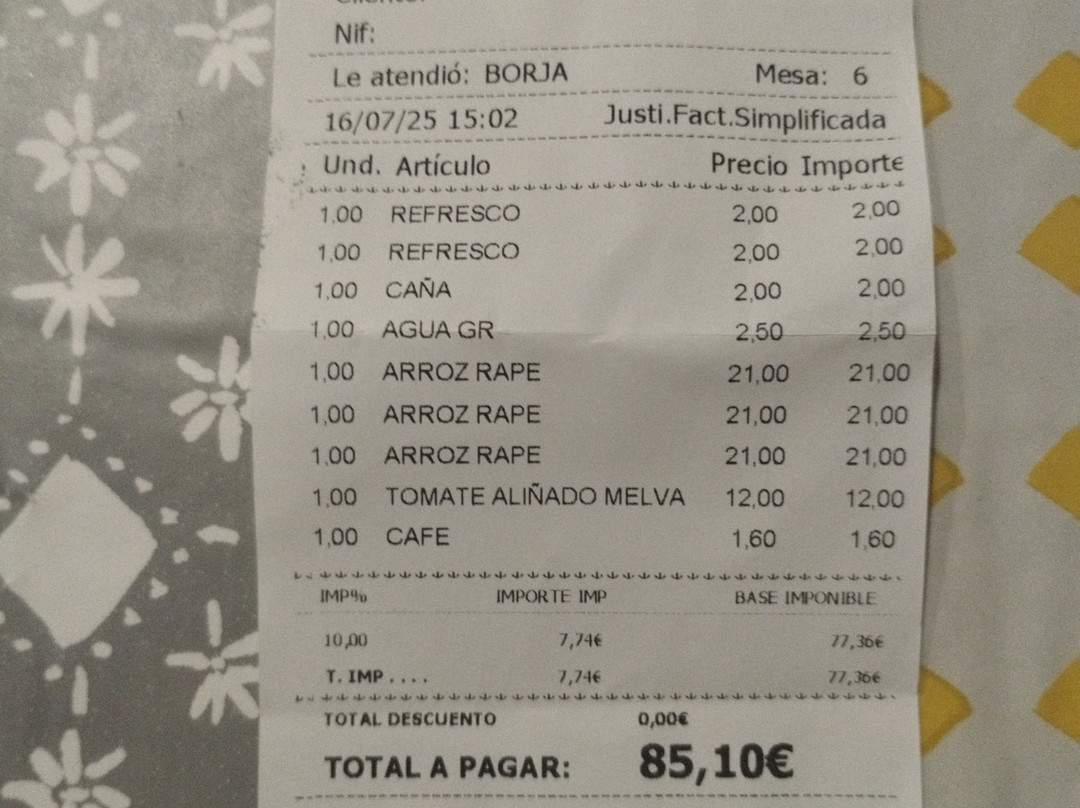 Nif:
Le atendió: BORJA Mesa: 6
16/07/25 15:02 Justi.Fact.Simplificada
Und. Artículo Precio Importe
1,00 REFRESCO 2,00 2,00
1,00 REFRESCO 2,00 2,00
1,00 CAÑA 2,00 2,00
1,00 AGUA GR 2,50 2,50
1,00 ARROZ RAPE 21,00 21,00
1,00 ARROZ RAPE 21,00 21,00
1,00 ARROZ RAPE 21,00 21,00
1,00 TOMATE ALIÑADO MELVA 12,00 12,00
1,00 CAFE 1,60 1,60
IMP% IMPORTE IMP BASE IMPONIBLE
10,00 7,74€ 77,36€
T. IMP .... 7,74€ 77,36€
TOTAL DESCUENTO 0,00€
TOTAL A PAGAR: 85,10€